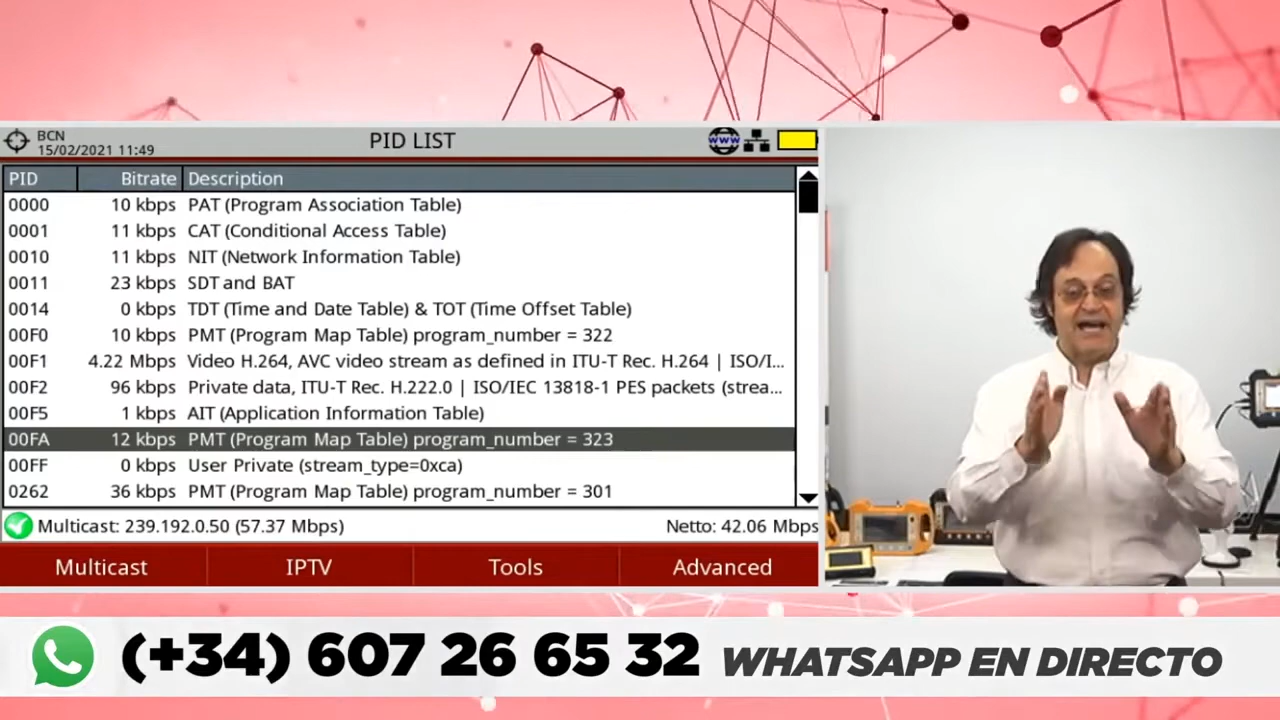 BCN
15/02/2021 11:49
PID LIST
www
PID Bitrate Description
0000 10 kbps PAT (Program Association Table)
0001 11 kbps CAT (Conditional Access Table)
0010 11 kbps NIT (Network Information Table)
0011 23 kbps SDT and BAT
0014 0 kbps TDT (Time and Date Table) & TOT (Time Offset Table)
00F0 10 kbps PMT (Program Map Table) program_number = 322
00F1 4.22 Mbps Video H.264, AVC video stream as defined in ITU-T Rec. H.264 | ISO/I...
00F2 96 kbps Private data, ITU-T Rec. H.222.0 | ISO/IEC 13818-1 PES packets (strea...
00F5 1 kbps AIT (Application Information Table)
00FA 12 kbps PMT (Program Map Table) program_number = 323
00FF 0 kbps User Private (stream_type=0xca)
0262 36 kbps PMT (Program Map Table) program_number = 301
Multicast: 239.192.0.50 (57.37 Mbps) Netto: 42.06 Mbps
Multicast IPTV Tools Advanced
(+34) 607 26 65 32 WHATSAPP EN DIRECTO